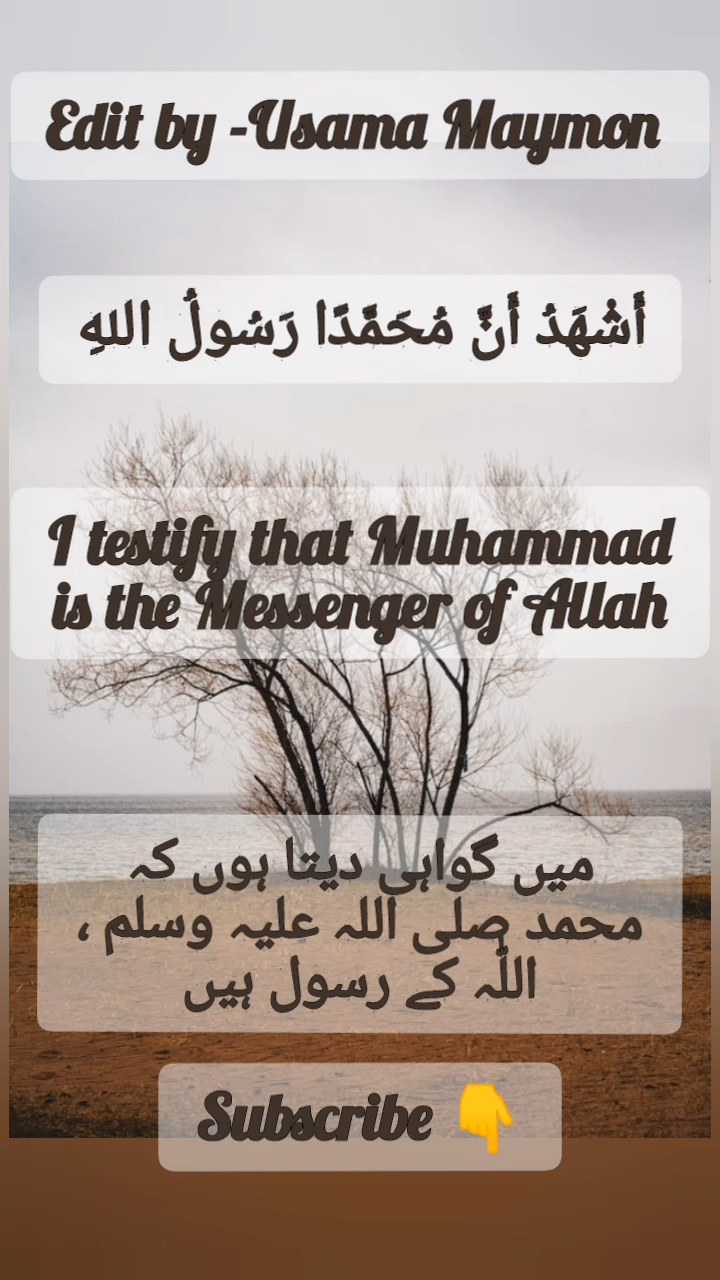 Edit by -Usama Maymon
أَشْهَدُ أَنَّ مُحَمَّدًا رَسُولُ اللهِ
I testify that Muhammad
is the Messenger of Allah
میں گواہی دیتا ہوں کہ
محمد صلی اللہ علیہ وسلم ،
اللّٰہ کے رسول ہیں
Subscribe 👇